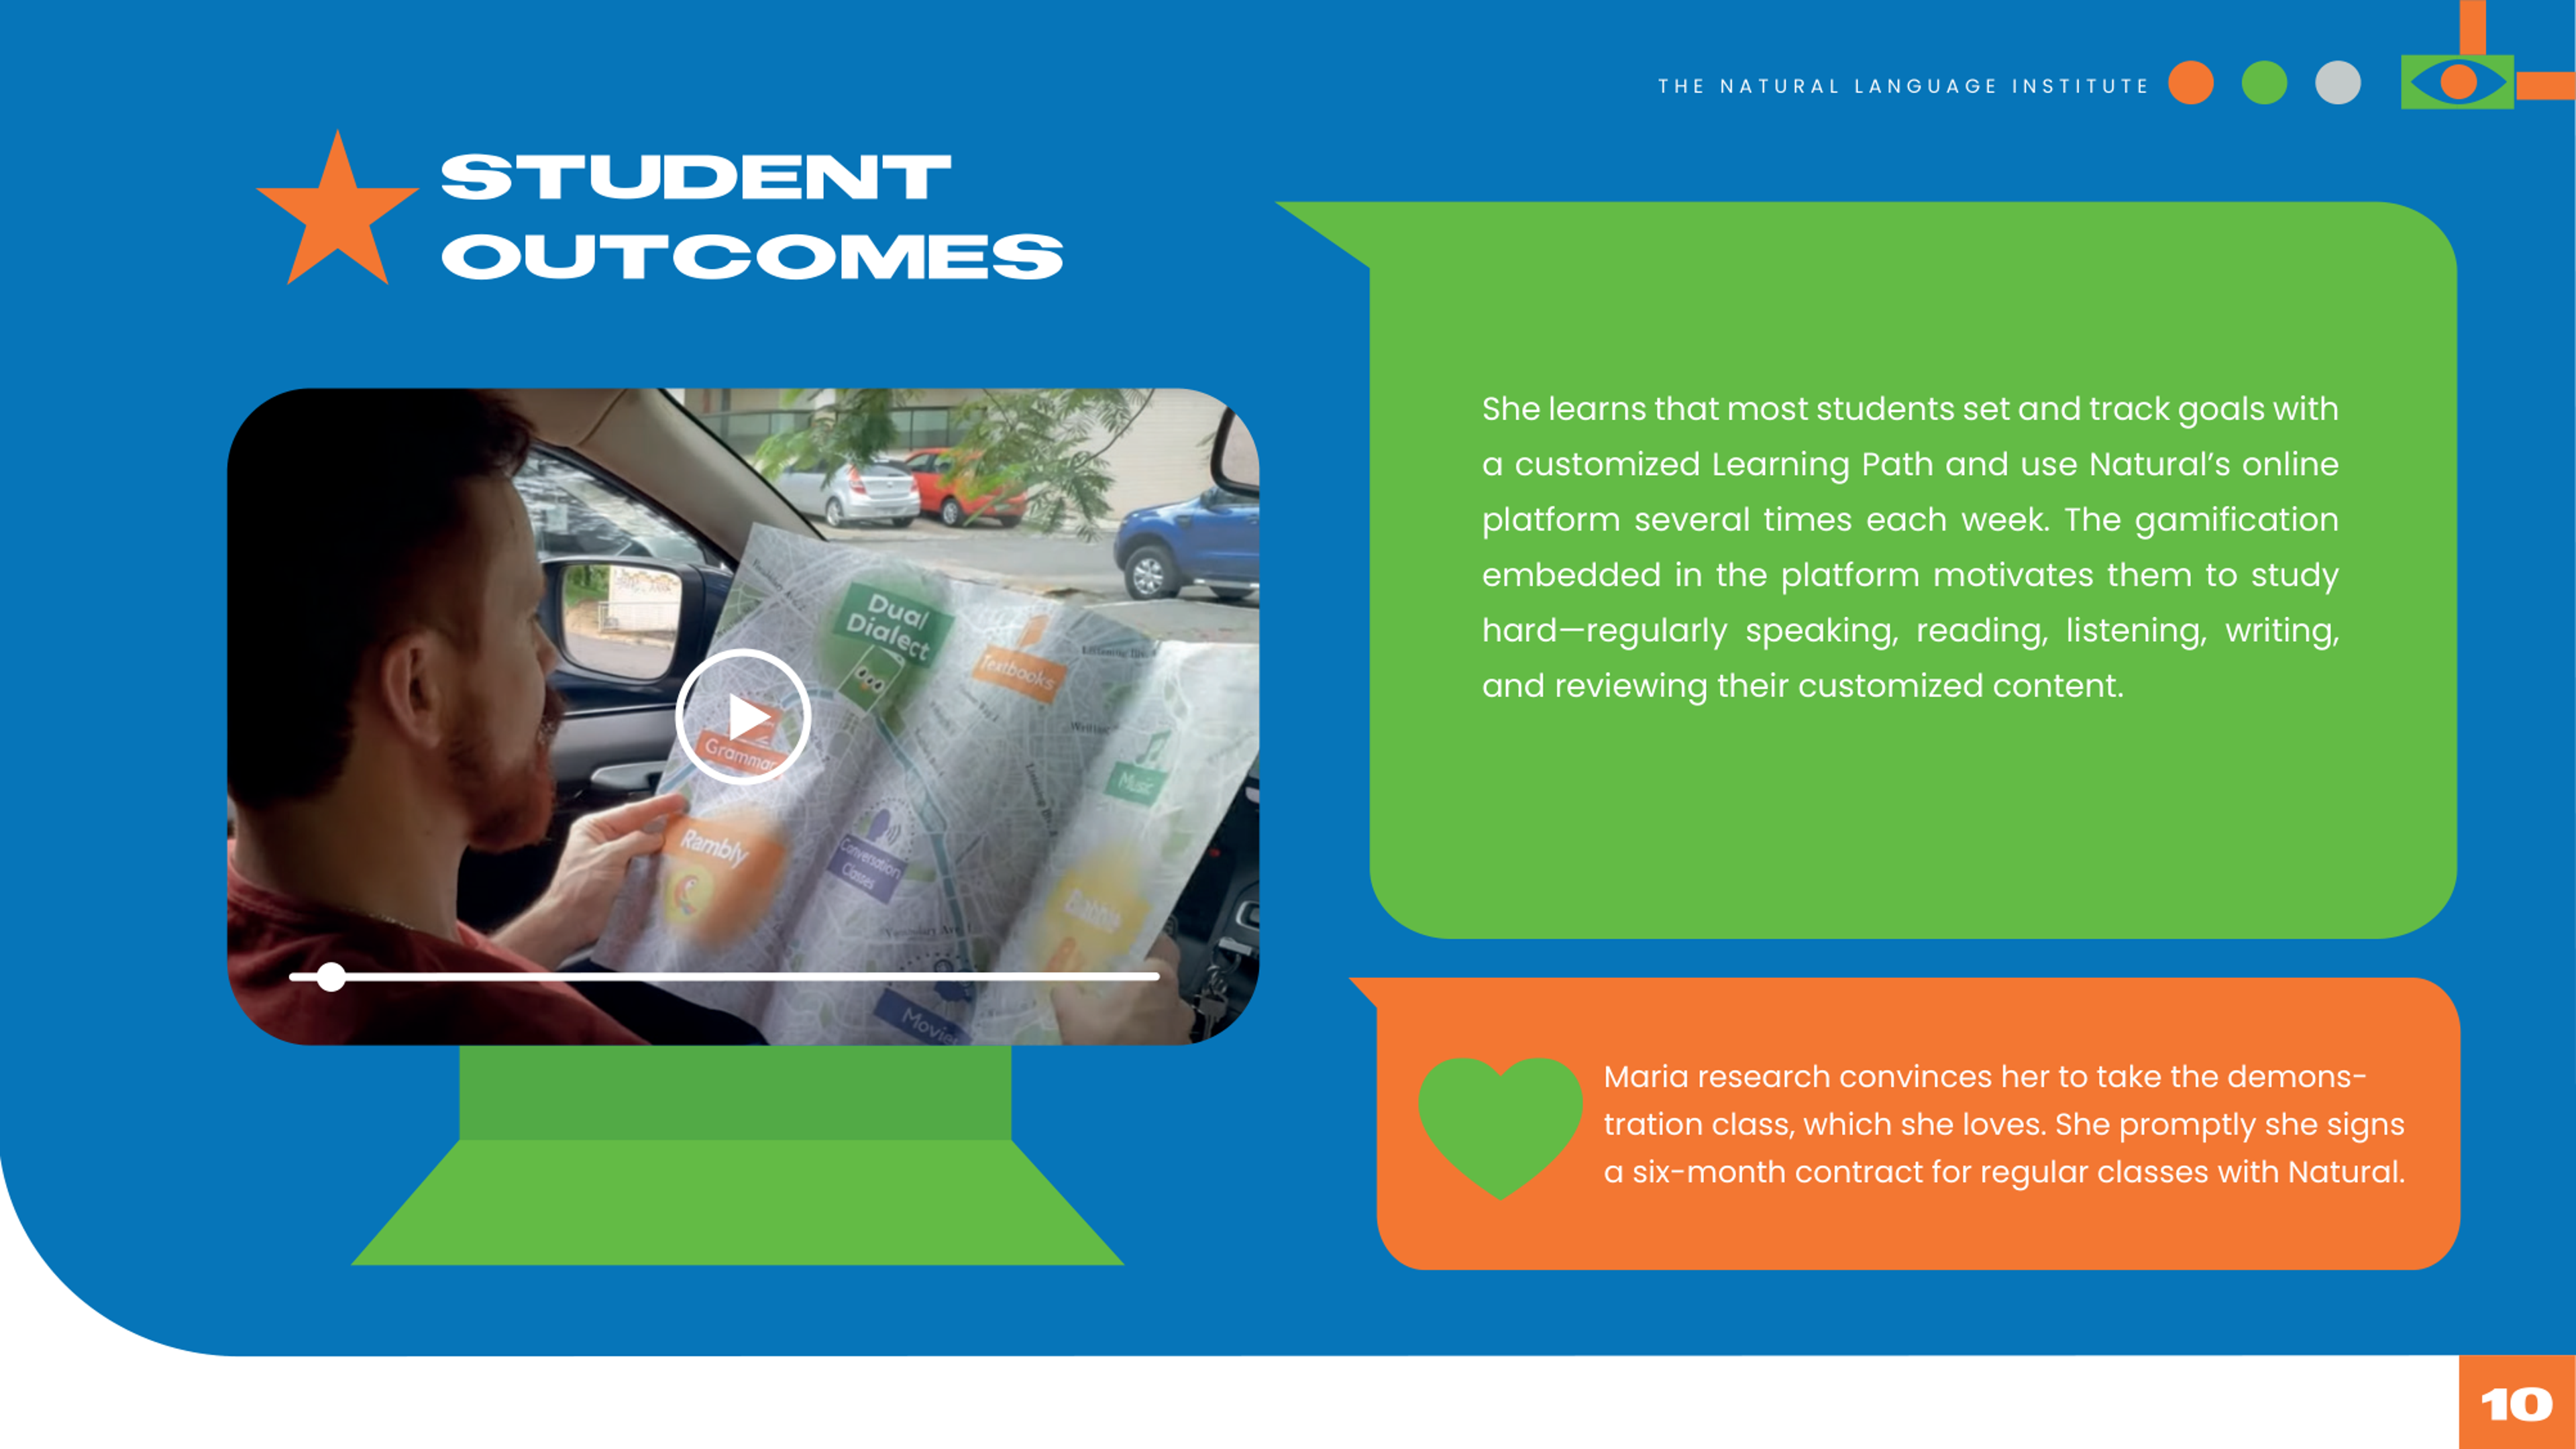 THE NATURAL LANGUAGE INSTITUTE
STUDENT
OUTCOMES
She learns that most students set and track goals with
a customized Learning Path and use Natural's online
platform several times each week. The gamification
embedded in the platform motivates them to study
hard—regularly speaking, reading, listening, writing,
and reviewing their customized content.
Dual
Dialect
Textbooks
Grammar
Music
Rambly
Conversation
Classes
Maria research convinces her to take the demons-
tration class, which she loves. She promptly she signs
a six-month contract for regular classes with Natural.
10